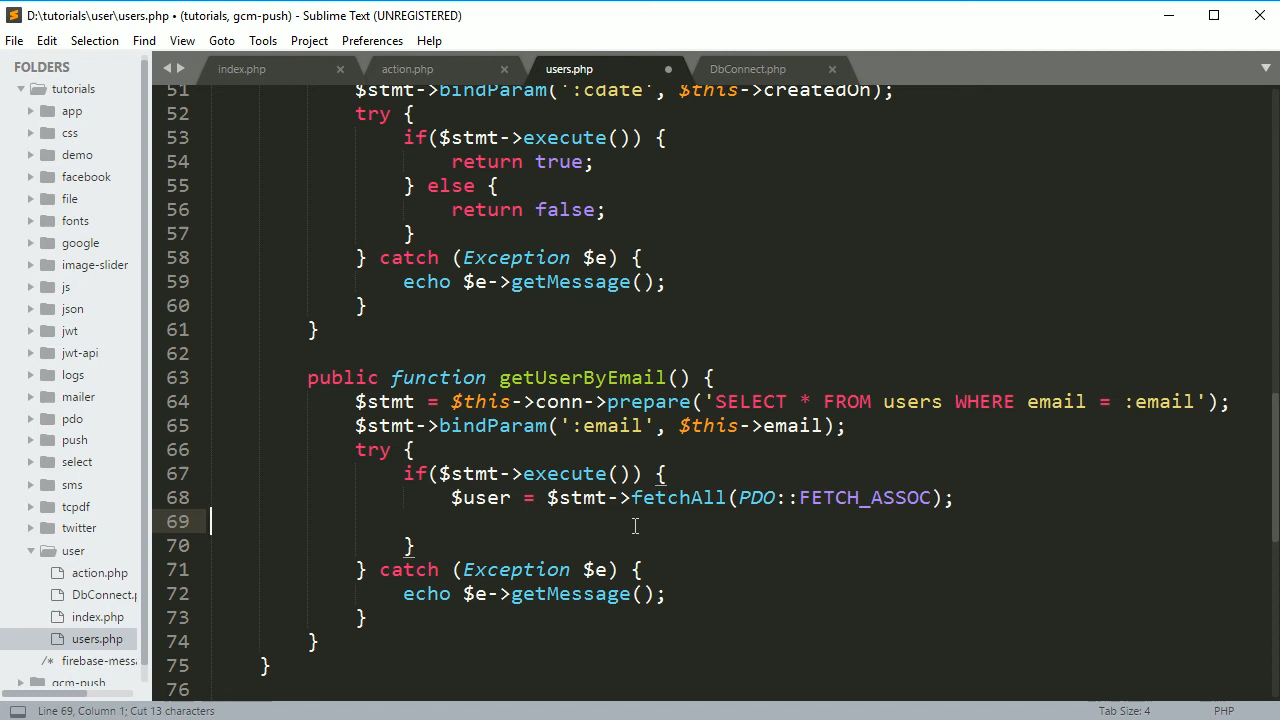 D:\tutorials\user\users.php • (tutorials, gcm-push) - Sublime Text (UNREGISTERED)
File Edit Selection Find View Goto Tools Project Preferences Help
FOLDERS
tutorials
app
css
demo
facebook
file
fonts
google
image-slider
js
json
jwt
jwt-api
logs
mailer
pdo
push
select
sms
tcpdf
twitter
user
action.php
DbConnect.p
index.php
users.php
/* firebase-messa
gcm-push
index.php action.php users.php DbConnect.php
51 $stmt->bindParam(':cdate', $this->createdOn);
52 try {
53 if($stmt->execute()) {
54 return true;
55 } else {
56 return false;
57 }
58 } catch (Exception $e) {
59 echo $e->getMessage();
60 }
61 }
62
63 public function getUserByEmail() {
64 $stmt = $this->conn->prepare('SELECT * FROM users WHERE email = :email');
65 $stmt->bindParam(':email', $this->email);
66 try {
67 if($stmt->execute()) {
68 $user = $stmt->fetchAll(PDO::FETCH_ASSOC);
69
70 }
71 } catch (Exception $e) {
72 echo $e->getMessage();
73 }
74 }
75 }
76
Line 69, Column 1; Cut 13 characters Tab Size: 4 PHP